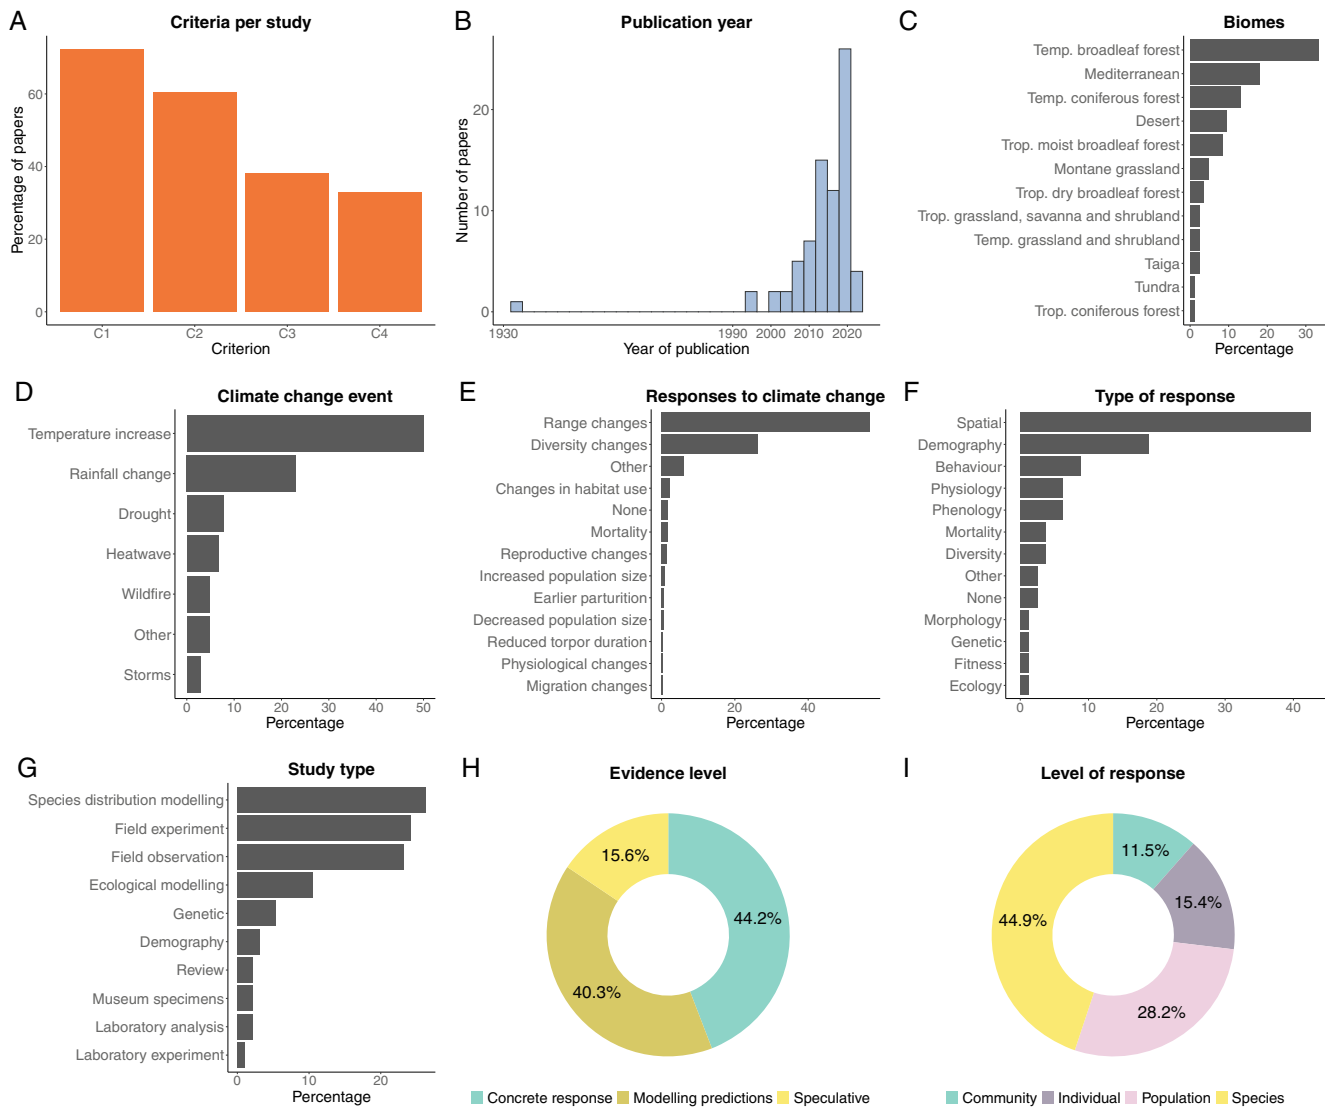 A
Criteria per study
Percentage of papers
60
40
20
0
C1 C2 C3 C4
Criterion
B
Publication year
Number of papers
20
10
0
1930 1990 2000 2010 2020
Year of publication
C
Biomes
Temp. broadleaf forest
Mediterranean
Temp. coniferous forest
Desert
Trop. moist broadleaf forest
Montane grassland
Trop. dry broadleaf forest
Trop. grassland, savanna and shrubland
Temp. grassland and shrubland
Taiga
Tundra
Trop. coniferous forest
0 10 20 30
Percentage
D
Climate change event
Temperature increase
Rainfall change
Drought
Heatwave
Wildfire
Other
Storms
0 10 20 30 40 50
Percentage
E
Responses to climate change
Range changes
Diversity changes
Other
Changes in habitat use
None
Mortality
Reproductive changes
Increased population size
Earlier parturition
Decreased population size
Reduced torpor duration
Physiological changes
Migration changes
0 20 40
Percentage
F
Type of response
Spatial
Demography
Behaviour
Physiology
Phenology
Mortality
Diversity
Other
None
Morphology
Genetic
Fitness
Ecology
0 10 20 30 40
Percentage
G
Study type
Species distribution modelling
Field experiment
Field observation
Ecological modelling
Genetic
Demography
Review
Museum specimens
Laboratory analysis
Laboratory experiment
0 10 20
Percentage
H
Evidence level
15.6%
44.2%
40.3%
Concrete response Modelling predictions Speculative
I
Level of response
11.5%
15.4%
44.9%
28.2%
Community Individual Population Species